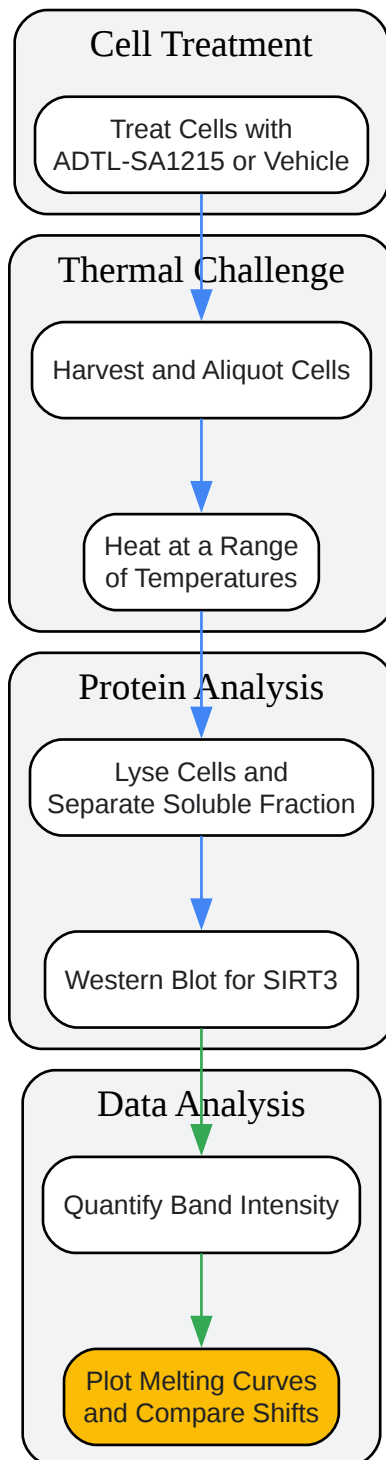 Cell Treatment
Treat Cells with
ADTL-SA1215 or Vehicle
Thermal Challenge
Harvest and Aliquot Cells
Heat at a Range
of Temperatures
Protein Analysis
Lyse Cells and
Separate Soluble Fraction
Western Blot for SIRT3
Data Analysis
Quantify Band Intensity
Plot Melting Curves
and Compare Shifts